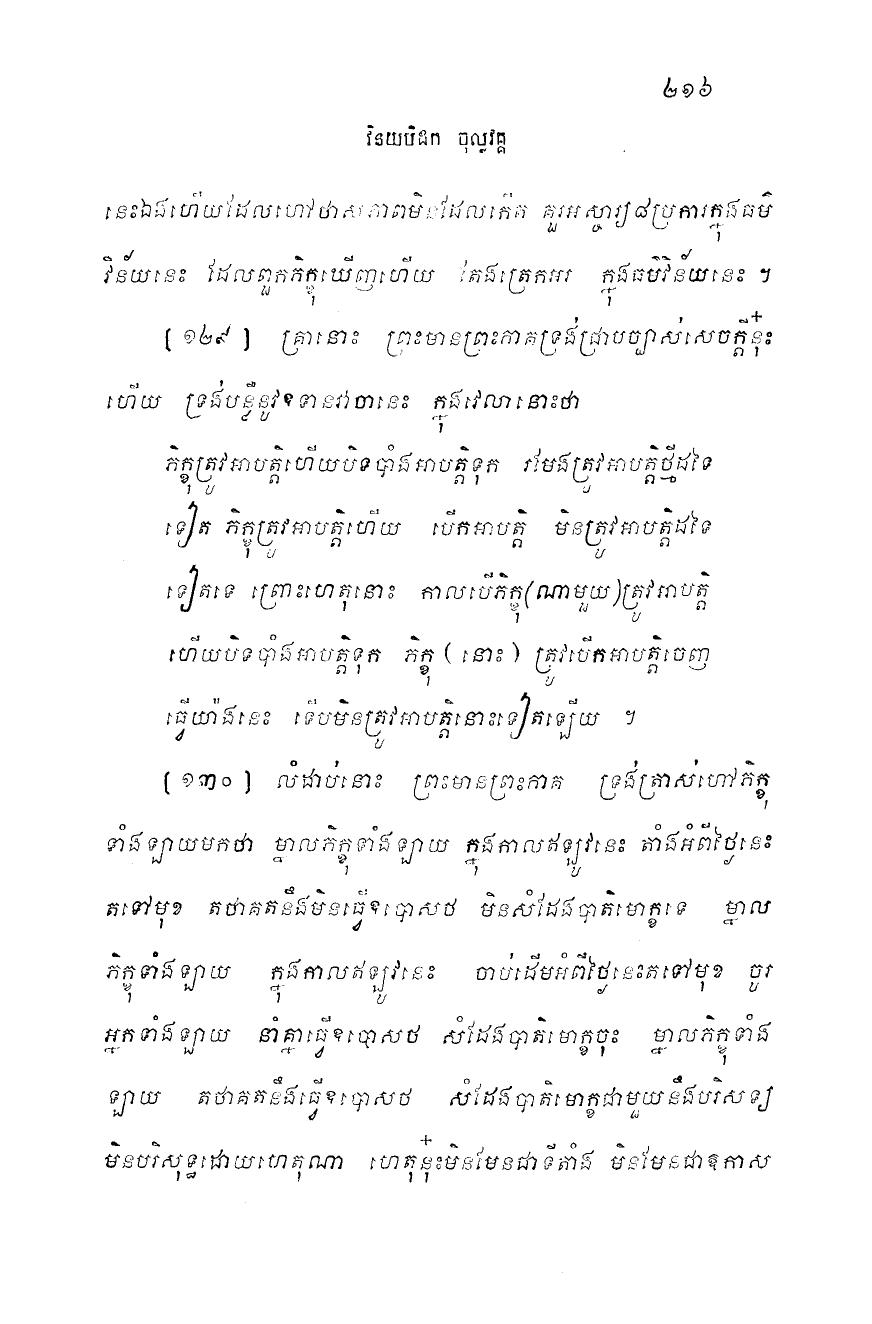 ២១៦
វិនយបិដក ចុល្លវគ្គ
នេះឯងហើយដែលហៅថាសភាពមិនដែលកើត គួរអស្ចារ្យ៨ប្រការក្នុងធម៌
វិន័យនេះ ដែលពួកភិក្ខុឃើញហើយ តែងត្រេកអរ ក្នុងធម៌វិន័យនេះ ។
[ ១២៩ ] គ្រានោះ ព្រះមានព្រះភាគទ្រង់ជ្រាបច្បាស់សេចក្តីនុ៎ះ
ហើយ ទ្រង់បន្លឺនូវឧទានវាចានេះ ក្នុងវេលានោះថា
ភិក្ខុត្រូវអាបត្តិហើយបិទបាំងអាបត្តិទុក រមែងត្រូវអាបត្តិថ្មីដទៃ
ទៀត ភិក្ខុត្រូវអាបត្តិហើយ បើកអាបត្តិ មិនត្រូវអាបត្តិដទៃ
ទៀតទេ ព្រោះហេតុនោះ កាលបើភិក្ខុ(ណាមួយ)ត្រូវអាបត្តិ
ហើយបិទបាំងអាបត្តិទុក ភិក្ខុ ( នោះ ) ត្រូវបើកអាបត្តិចេញ
ធ្វើយ៉ាងនេះ ទើបមិនត្រូវអាបត្តិនោះទៀតឡើយ ។
[ ១៣០ ] លំដាប់នោះ ព្រះមានព្រះភាគ ទ្រង់ត្រាស់ហៅភិក្ខុ
ទាំងឡាយមកថា ម្នាលភិក្ខុទាំងឡាយ ក្នុងកាលឥឡូវនេះ តាំងអំពីថ្ងៃនេះ
តទៅមុខ តថាគតនឹងមិនធ្វើឧបោសថ មិនសំដែងបាតិមោក្ខទេ ម្នាល
ភិក្ខុទាំងឡាយ ក្នុងកាលឥឡូវនេះ ចាប់ដើមអំពីថ្ងៃនេះតទៅមុខ ចូរ
អ្នកទាំងឡាយ នាំគ្នាធ្វើឧបោសថ សំដែងបាតិមោក្ខចុះ ម្នាលភិក្ខុទាំង
ឡាយ តថាគតនឹងធ្វើឧបោសថ សំដែងបាតិមោក្ខជាមួយនឹងបរិសទ្យ
មិនបរិសុទ្ធដោយហេតុណា ហេតុនុ៎ះមិនមែនជាទីតាំង មិនមែនជាឱកាស